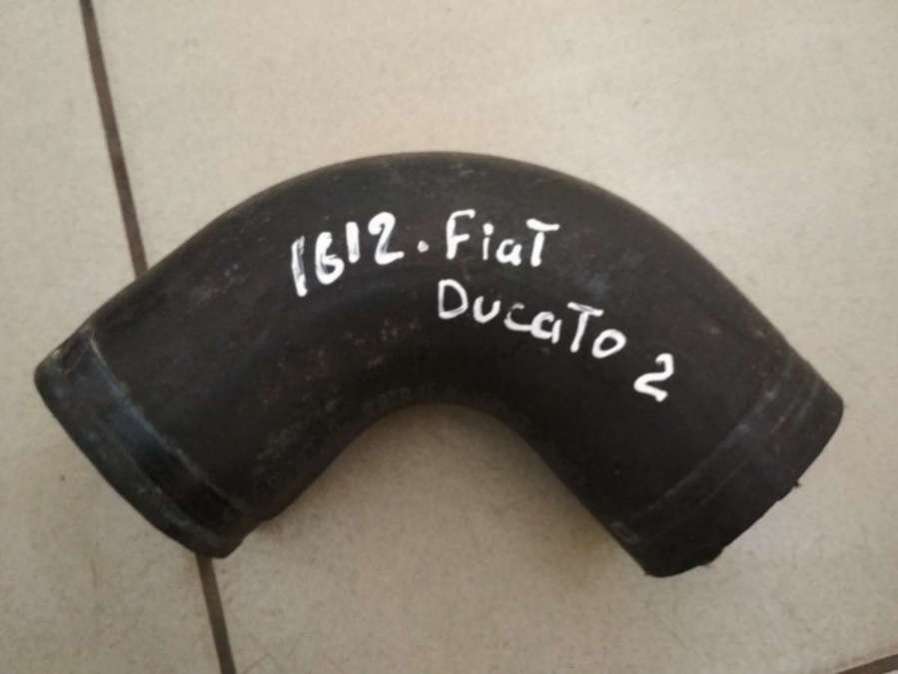 1612. Fiat
Ducato 2